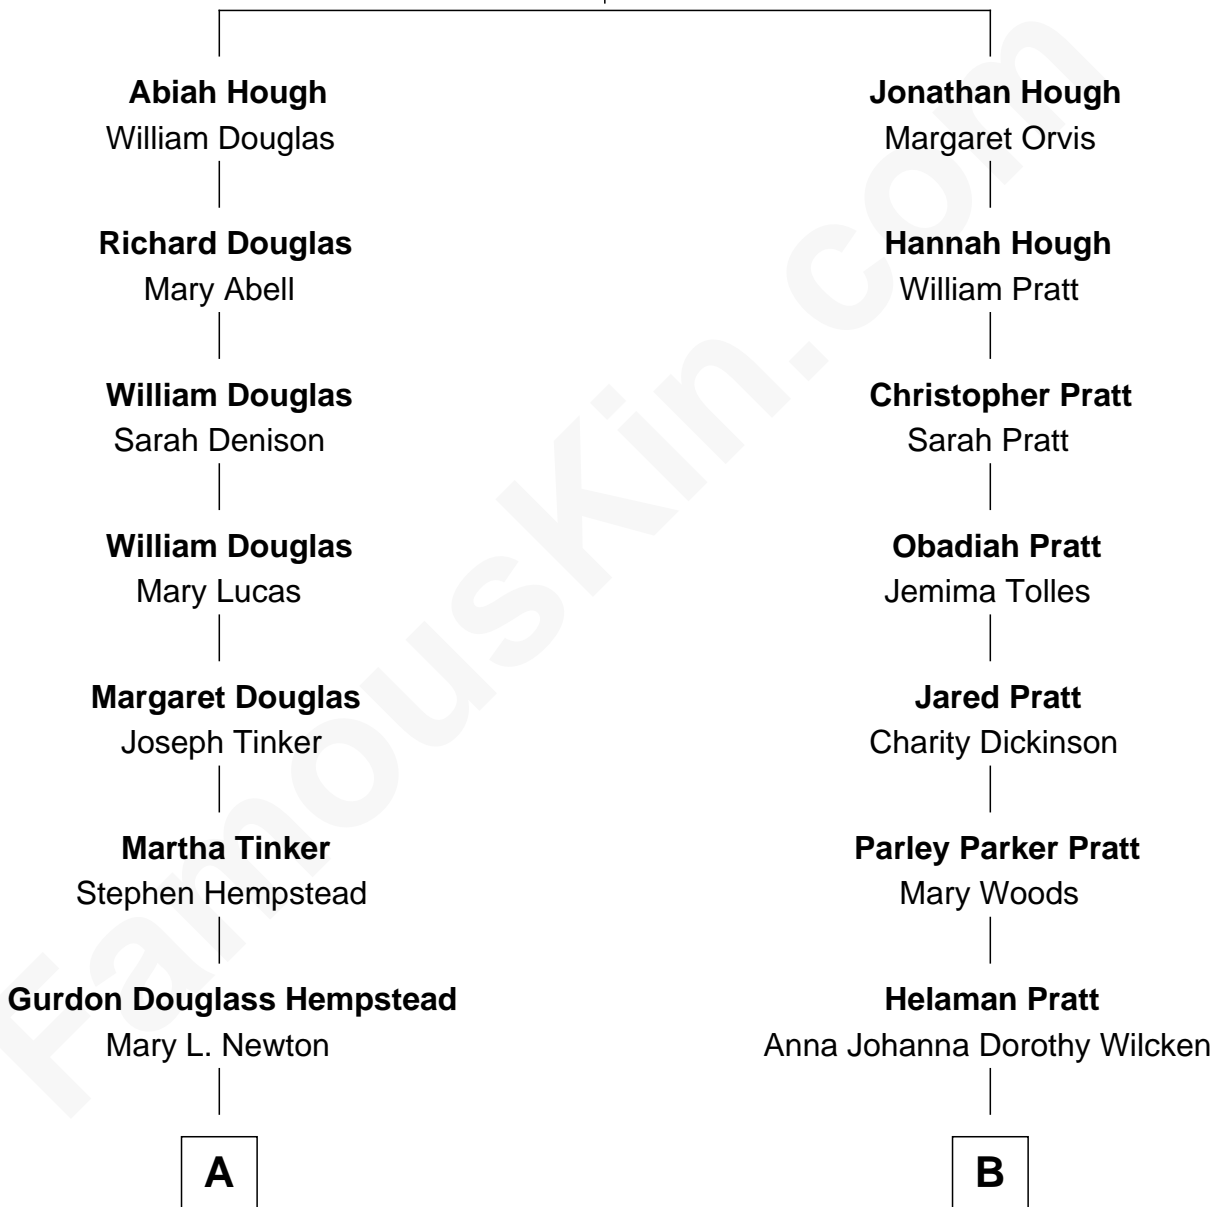 Abiah Hough
William Douglas
Richard Douglas
Mary Abell
William Douglas
Sarah Denison
William Douglas
Mary Lucas
Margaret Douglas
Joseph Tinker
Martha Tinker
Stephen Hempstead
Gurdon Douglass Hempstead
Mary L. Newton
A
Jonathan Hough
Margaret Orvis
Hannah Hough
William Pratt
Christopher Pratt
Sarah Pratt
Obadiah Pratt
Jemima Tolles
Jared Pratt
Charity Dickinson
Parley Parker Pratt
Mary Woods
Helaman Pratt
Anna Johanna Dorothy Wilcken
B
FamousKin.com